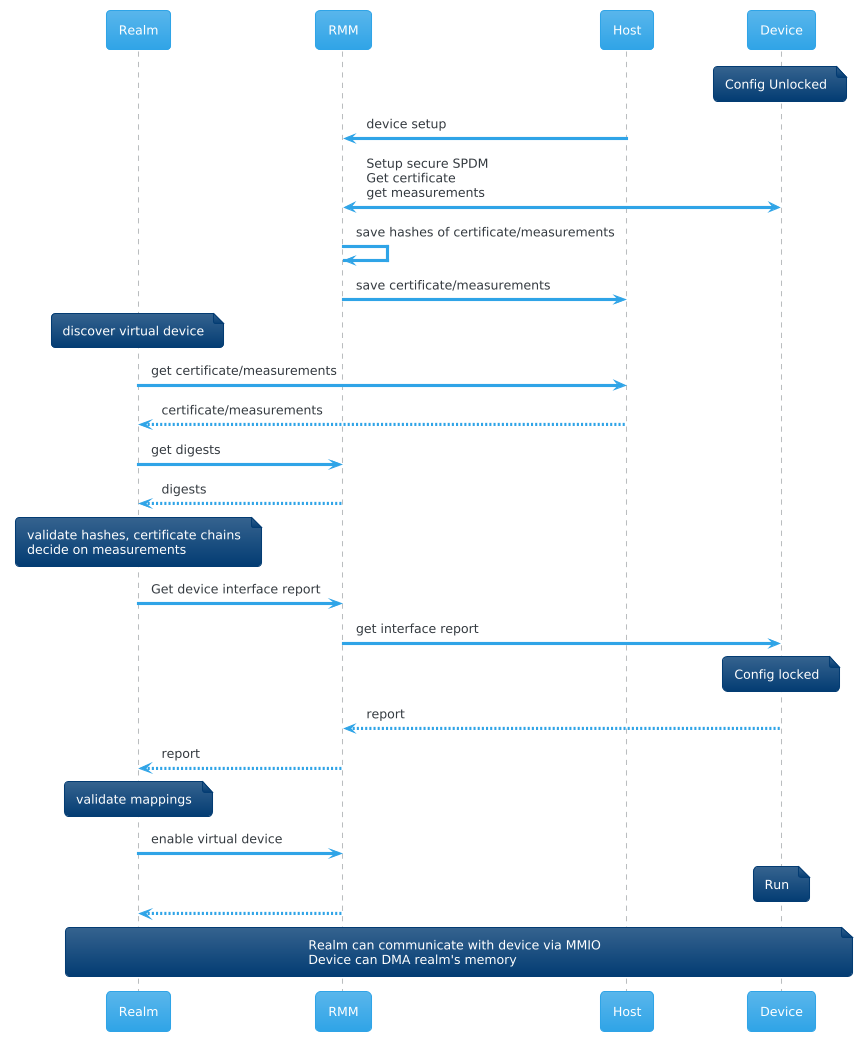 Realm
RMM
Host
Device
Config Unlocked
device setup
Setup secure SPDM
Get certificate
get measurements
save hashes of certificate/measurements
save certificate/measurements
discover virtual device
get certificate/measurements
certificate/measurements
get digests
digests
validate hashes, certificate chains
decide on measurements
Get device interface report
get interface report
Config locked
report
report
validate mappings
enable virtual device
Run
Realm can communicate with device via MMIO
Device can DMA realm's memory
Realm
RMM
Host
Device